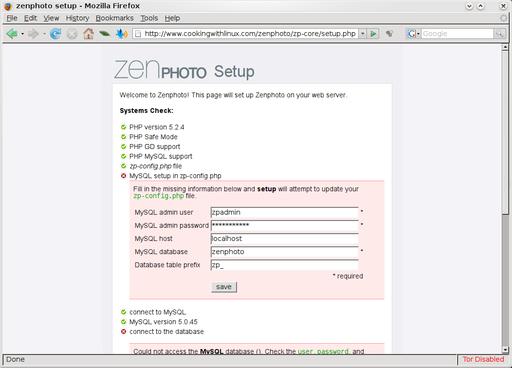 zenphoto setup - Mozilla Firefox
File Edit View History Bookmarks Tools Help
http://www.cookingwithlinux.com/zenphoto/zp-core/setup.php
Google
zenPHOTO Setup
Welcome to Zenphoto! This page will set up Zenphoto on your web server.
Systems Check:
PHP version 5.2.4
PHP Safe Mode
PHP GD support
PHP MySQL support
zp-config.php file
MySQL setup in zp-config.php
Fill in the missing information below and setup will attempt to update your
zp-config.php file.
MySQL admin user zpadmin *
MySQL admin password *********** *
MySQL host localhost
MySQL database zenphoto *
Database table prefix zp_
* required
save
connect to MySQL
MySQL version 5.0.45
connect to the database
Could not access the MySQL database (). Check the user, password, and
Done Tor Disabled